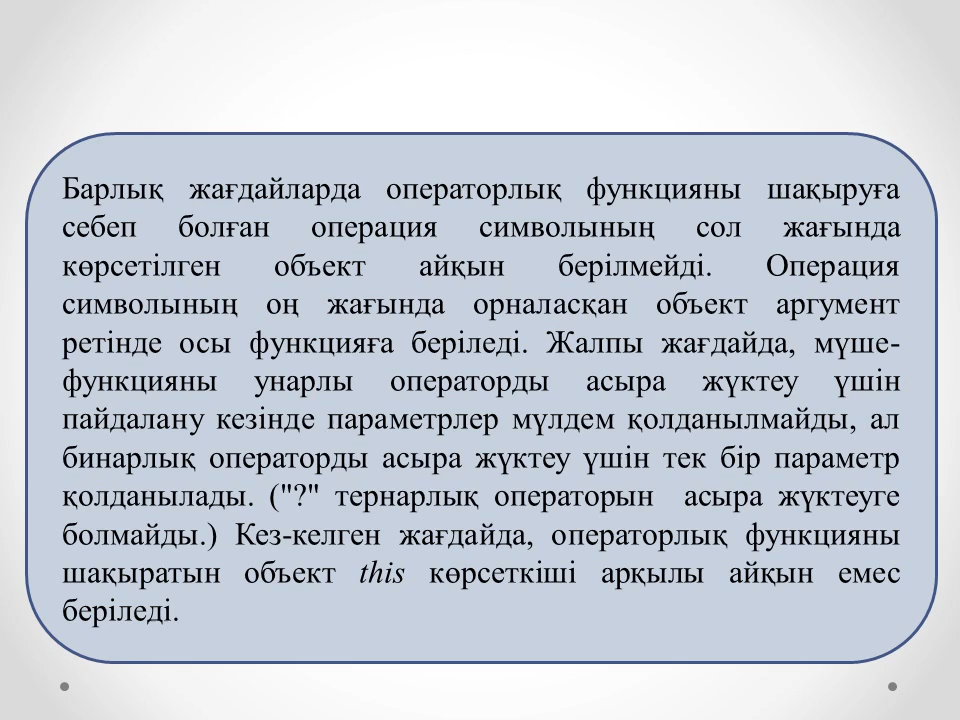 Барлық жағдайларда операторлық функцияны шақыруға
себеп болған операция символының сол жағында
көрсетілген объект айқын берілмейді. Операция
символының оң жағында орналасқан объект аргумент
ретінде осы функцияға беріледі. Жалпы жағдайда, мүше-
функцияны унарлы операторды асыра жүктеу үшін
пайдалану кезінде параметрлер мүлдем қолданылмайды, ал
бинарлық операторды асыра жүктеу үшін тек бір параметр
қолданылады. ("?" тернарлық операторын асыра жүктеуге
болмайды.) Кез-келген жағдайда, операторлық функцияны
шақыратын объект this көрсеткіші арқылы айқын емес
беріледі.